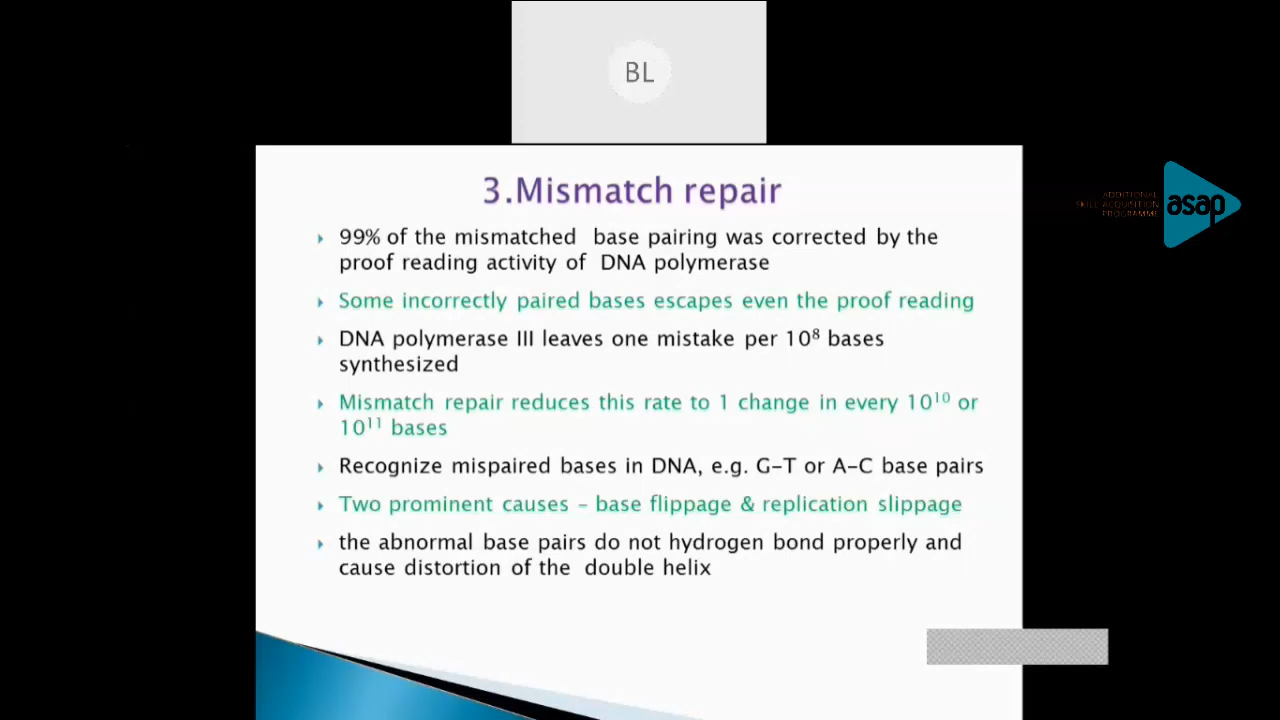 BL
3.Mismatch repair
99% of the mismatched base pairing was corrected by the
proof reading activity of DNA polymerase
Some incorrectly paired bases escapes even the proof reading
DNA polymerase III leaves one mistake per 10⁸ bases
synthesized
Mismatch repair reduces this rate to 1 change in every 10¹⁰ or
10¹¹ bases
Recognize mispaired bases in DNA, e.g. G–T or A–C base pairs
Two prominent causes – base flippage & replication slippage
the abnormal base pairs do not hydrogen bond properly and
cause distortion of the double helix
ADDITIONAL
SKILL ACQUISITION
PROGRAMME
asap